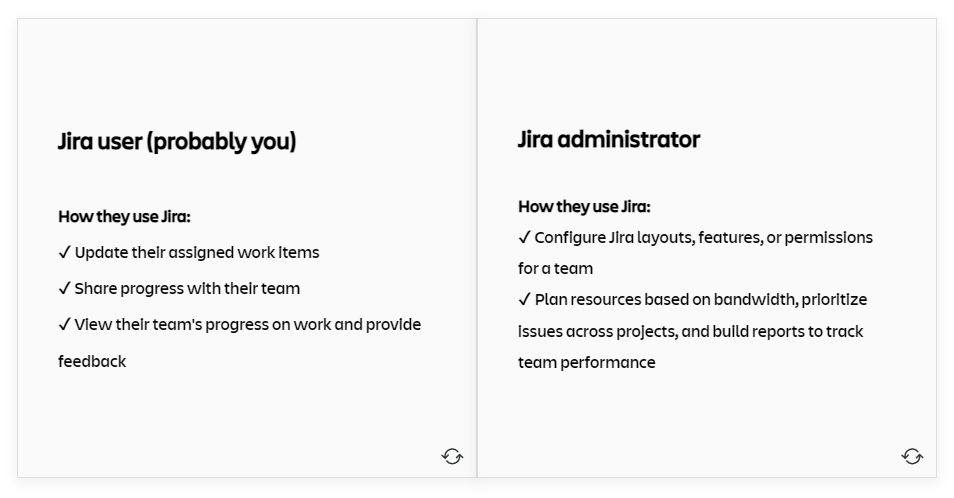 Jira user (probably you)
How they use Jira:
✓ Update their assigned work items
✓ Share progress with their team
✓ View their team's progress on work and provide
feedback
Jira administrator
How they use Jira:
✓ Configure Jira layouts, features, or permissions
for a team
✓ Plan resources based on bandwidth, prioritize
issues across projects, and build reports to track
team performance